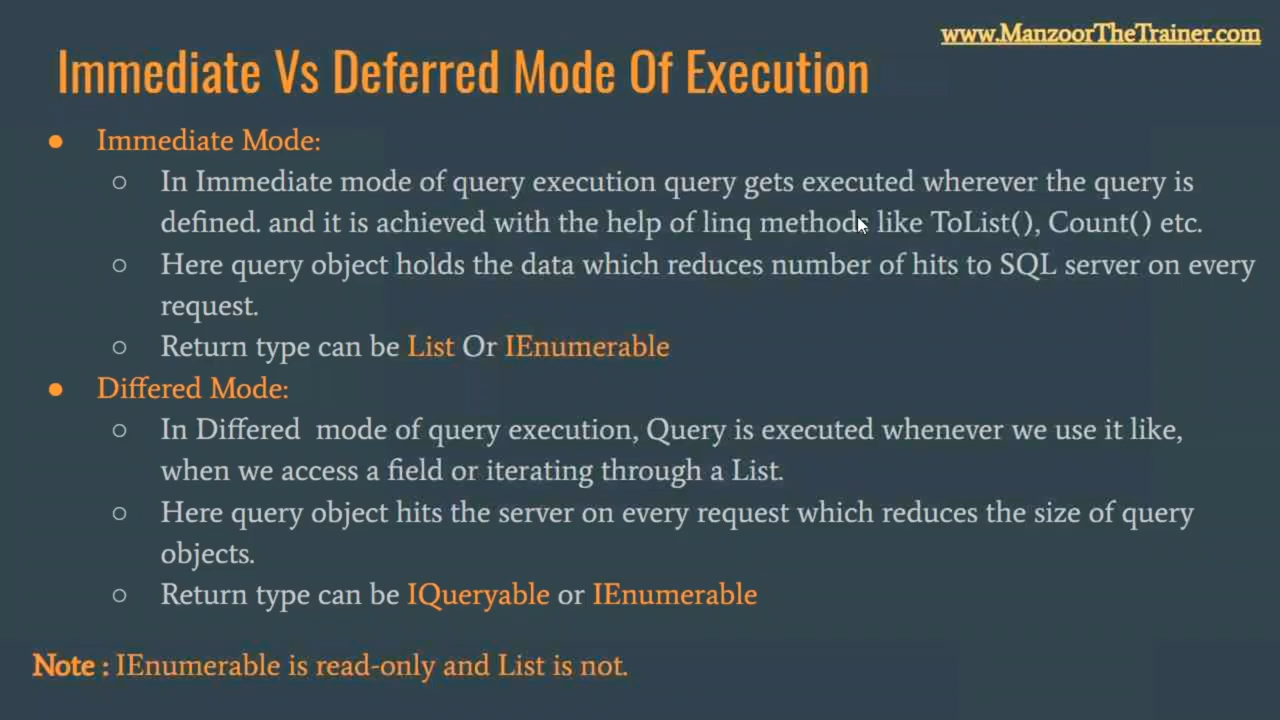 www.ManzoorTheTrainer.com
Immediate Vs Deferred Mode Of Execution
● Immediate Mode:
○ In Immediate mode of query execution query gets executed wherever the query is
defined. and it is achieved with the help of linq methods like ToList(), Count() etc.
○ Here query object holds the data which reduces number of hits to SQL server on every
request.
○ Return type can be List Or IEnumerable
● Differed Mode:
○ In Differed mode of query execution, Query is executed whenever we use it like,
when we access a field or iterating through a List.
○ Here query object hits the server on every request which reduces the size of query
objects.
○ Return type can be IQueryable or IEnumerable
Note : IEnumerable is read-only and List is not.